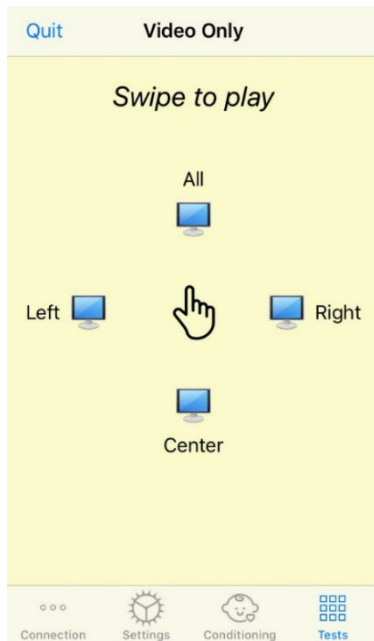 Quit Video Only
Swipe to play
All
Left Right
Center
Connection Settings Conditioning Tests